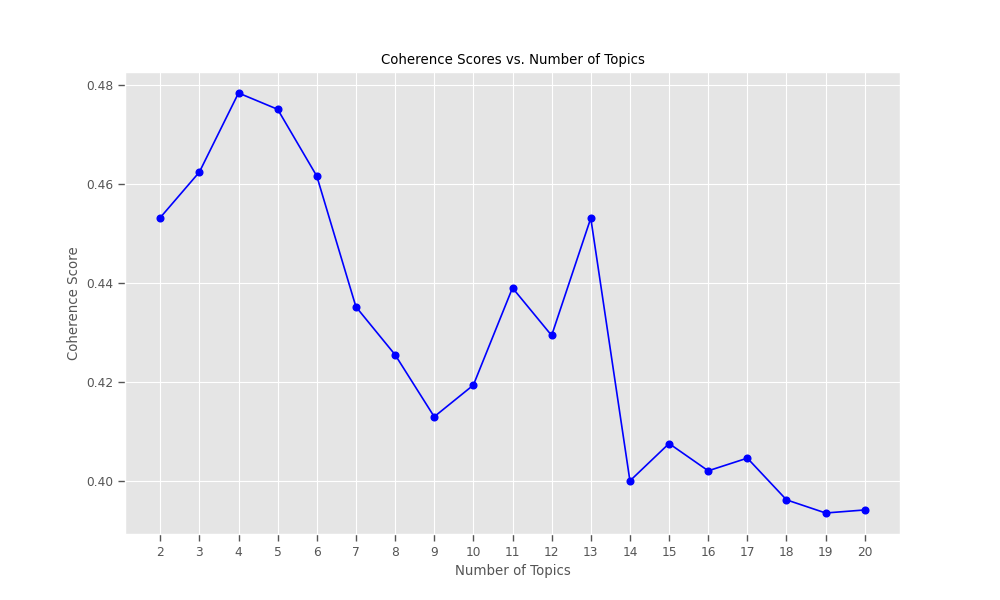 Coherence Scores vs. Number of Topics
0.48
0.46
0.44
0.42
0.40
Coherence Score
2 3 4 5 6 7 8 9 10 11 12 13 14 15 16 17 18 19 20
Number of Topics